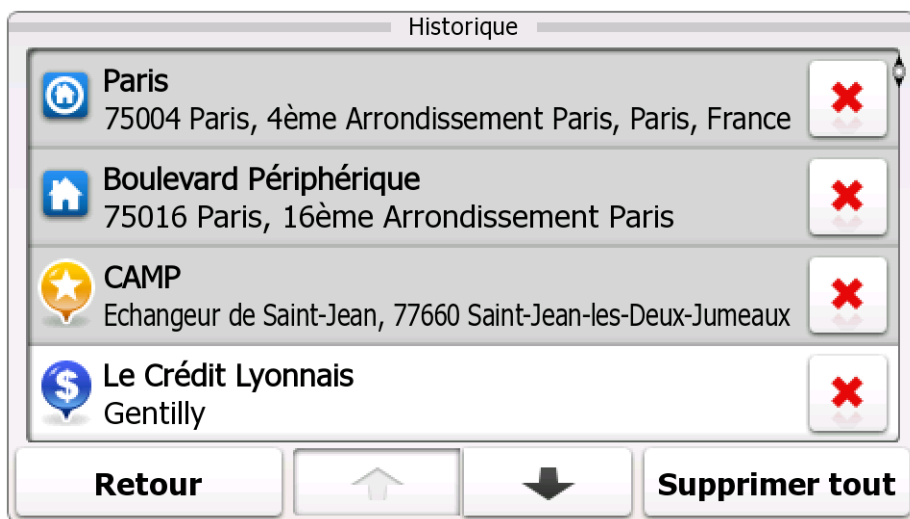 Historique
Paris
75004 Paris, 4ème Arrondissement Paris, Paris, France
Boulevard Périphérique
75016 Paris, 16ème Arrondissement Paris
CAMP
Echangeur de Saint-Jean, 77660 Saint-Jean-les-Deux-Jumeaux
$
Le Crédit Lyonnais
Gentilly
Retour
Supprimer tout